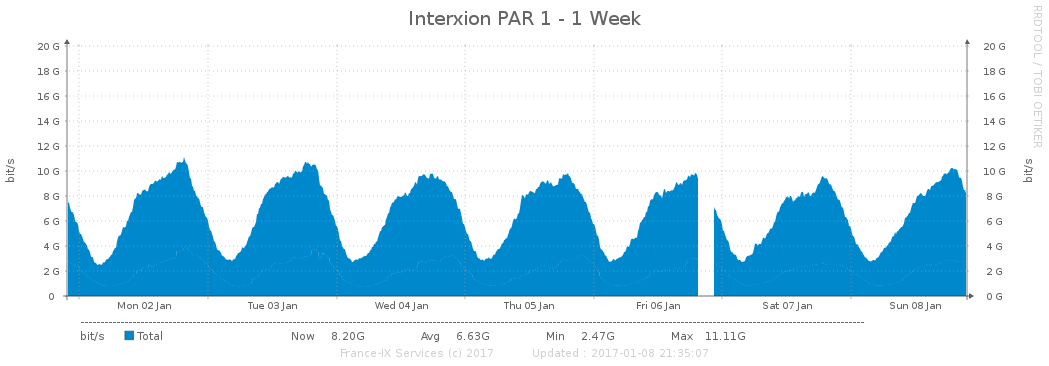 Interxion PAR 1 - 1 Week
RRDTOOL / TOBI OETIKER
20 G 20 G
18 G 18 G
16 G 16 G
14 G 14 G
12 G 12 G
10 G 10 G
8 G 8 G
6 G 6 G
4 G 4 G
2 G 2 G
0 0 G
bit/s
bit/s
Mon 02 Jan Tue 03 Jan Wed 04 Jan Thu 05 Jan Fri 06 Jan Sat 07 Jan Sun 08 Jan
bit/s Total Now 8.20G Avg 6.63G Min 2.47G Max 11.11G
France-IX Services (c) 2017 Updated : 2017-01-08 21:35:07